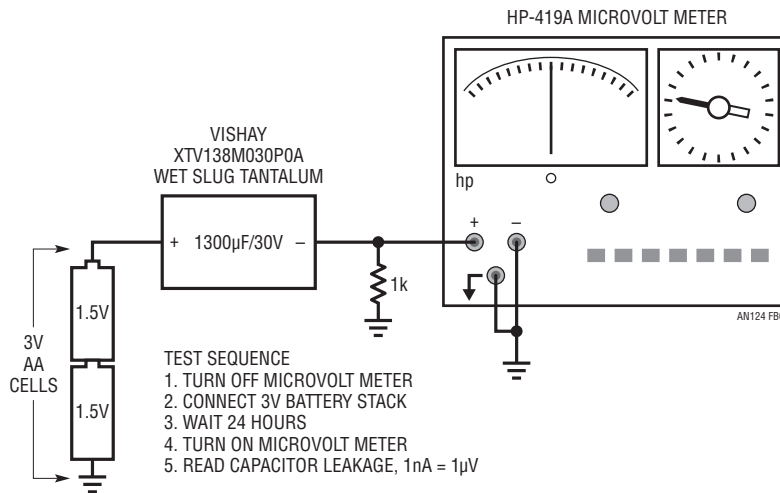 HP-419A MICROVOLT METER
VISHAY
XTV138M030P0A
WET SLUG TANTALUM
hp
+ 1300µF/30V –
+ –
1k
1.5V
3V
AA
CELLS
1.5V
TEST SEQUENCE
1. TURN OFF MICROVOLT METER
2. CONNECT 3V BATTERY STACK
3. WAIT 24 HOURS
4. TURN ON MICROVOLT METER
5. READ CAPACITOR LEAKAGE, 1nA = 1µV
AN124